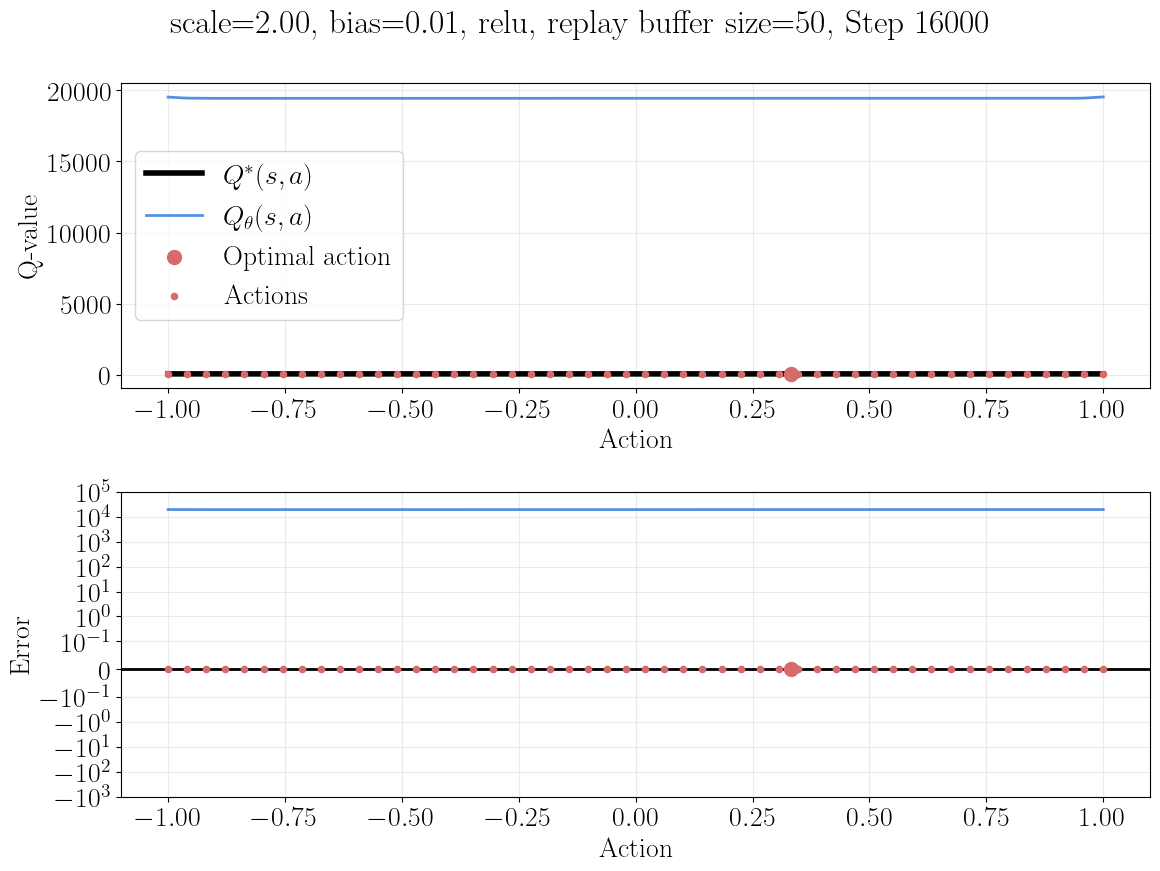 scale=2.00, bias=0.01, relu, replay buffer size=50, Step 16000
20000
15000
10000
5000
0
Q-value
Q*(s, a)
Q_θ(s, a)
Optimal action
Actions
−1.00 −0.75 −0.50 −0.25 0.00 0.25 0.50 0.75 1.00
Action
10^5
10^4
10^3
10^2
10^1
10^0
10^−1
0
−10^−1
−10^0
−10^1
−10^2
−10^3
Error
−1.00 −0.75 −0.50 −0.25 0.00 0.25 0.50 0.75 1.00
Action